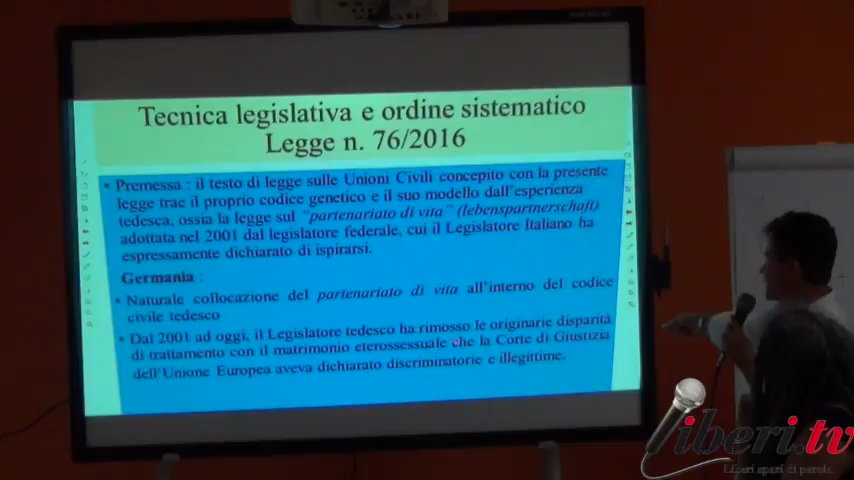 Tecnica legislativa e ordine sistematico
Legge n. 76/2016
• Premessa : il testo di legge sulle Unioni Civili concepito con la presente
legge trae il proprio codice genetico e il suo modello dall'esperienza
tedesca, ossia la legge sul "partenariato di vita" (lebenspartnerschaft)
adottata nel 2001 dal legislatore federale, cui il Legislatore Italiano ha
espressamente dichiarato di ispirarsi.
Germania :
• Naturale collocazione del partenariato di vita all'interno del codice
civile tedesco
• Dal 2001 ad oggi, il Legislatore tedesco ha rimosso le originarie disparità
di trattamento con il matrimonio eterossessuale che la Corte di Giustizia
dell'Unione Europea aveva dichiarato discriminatorie e illegittime.
liberi.tv
Liberi spazi di parola